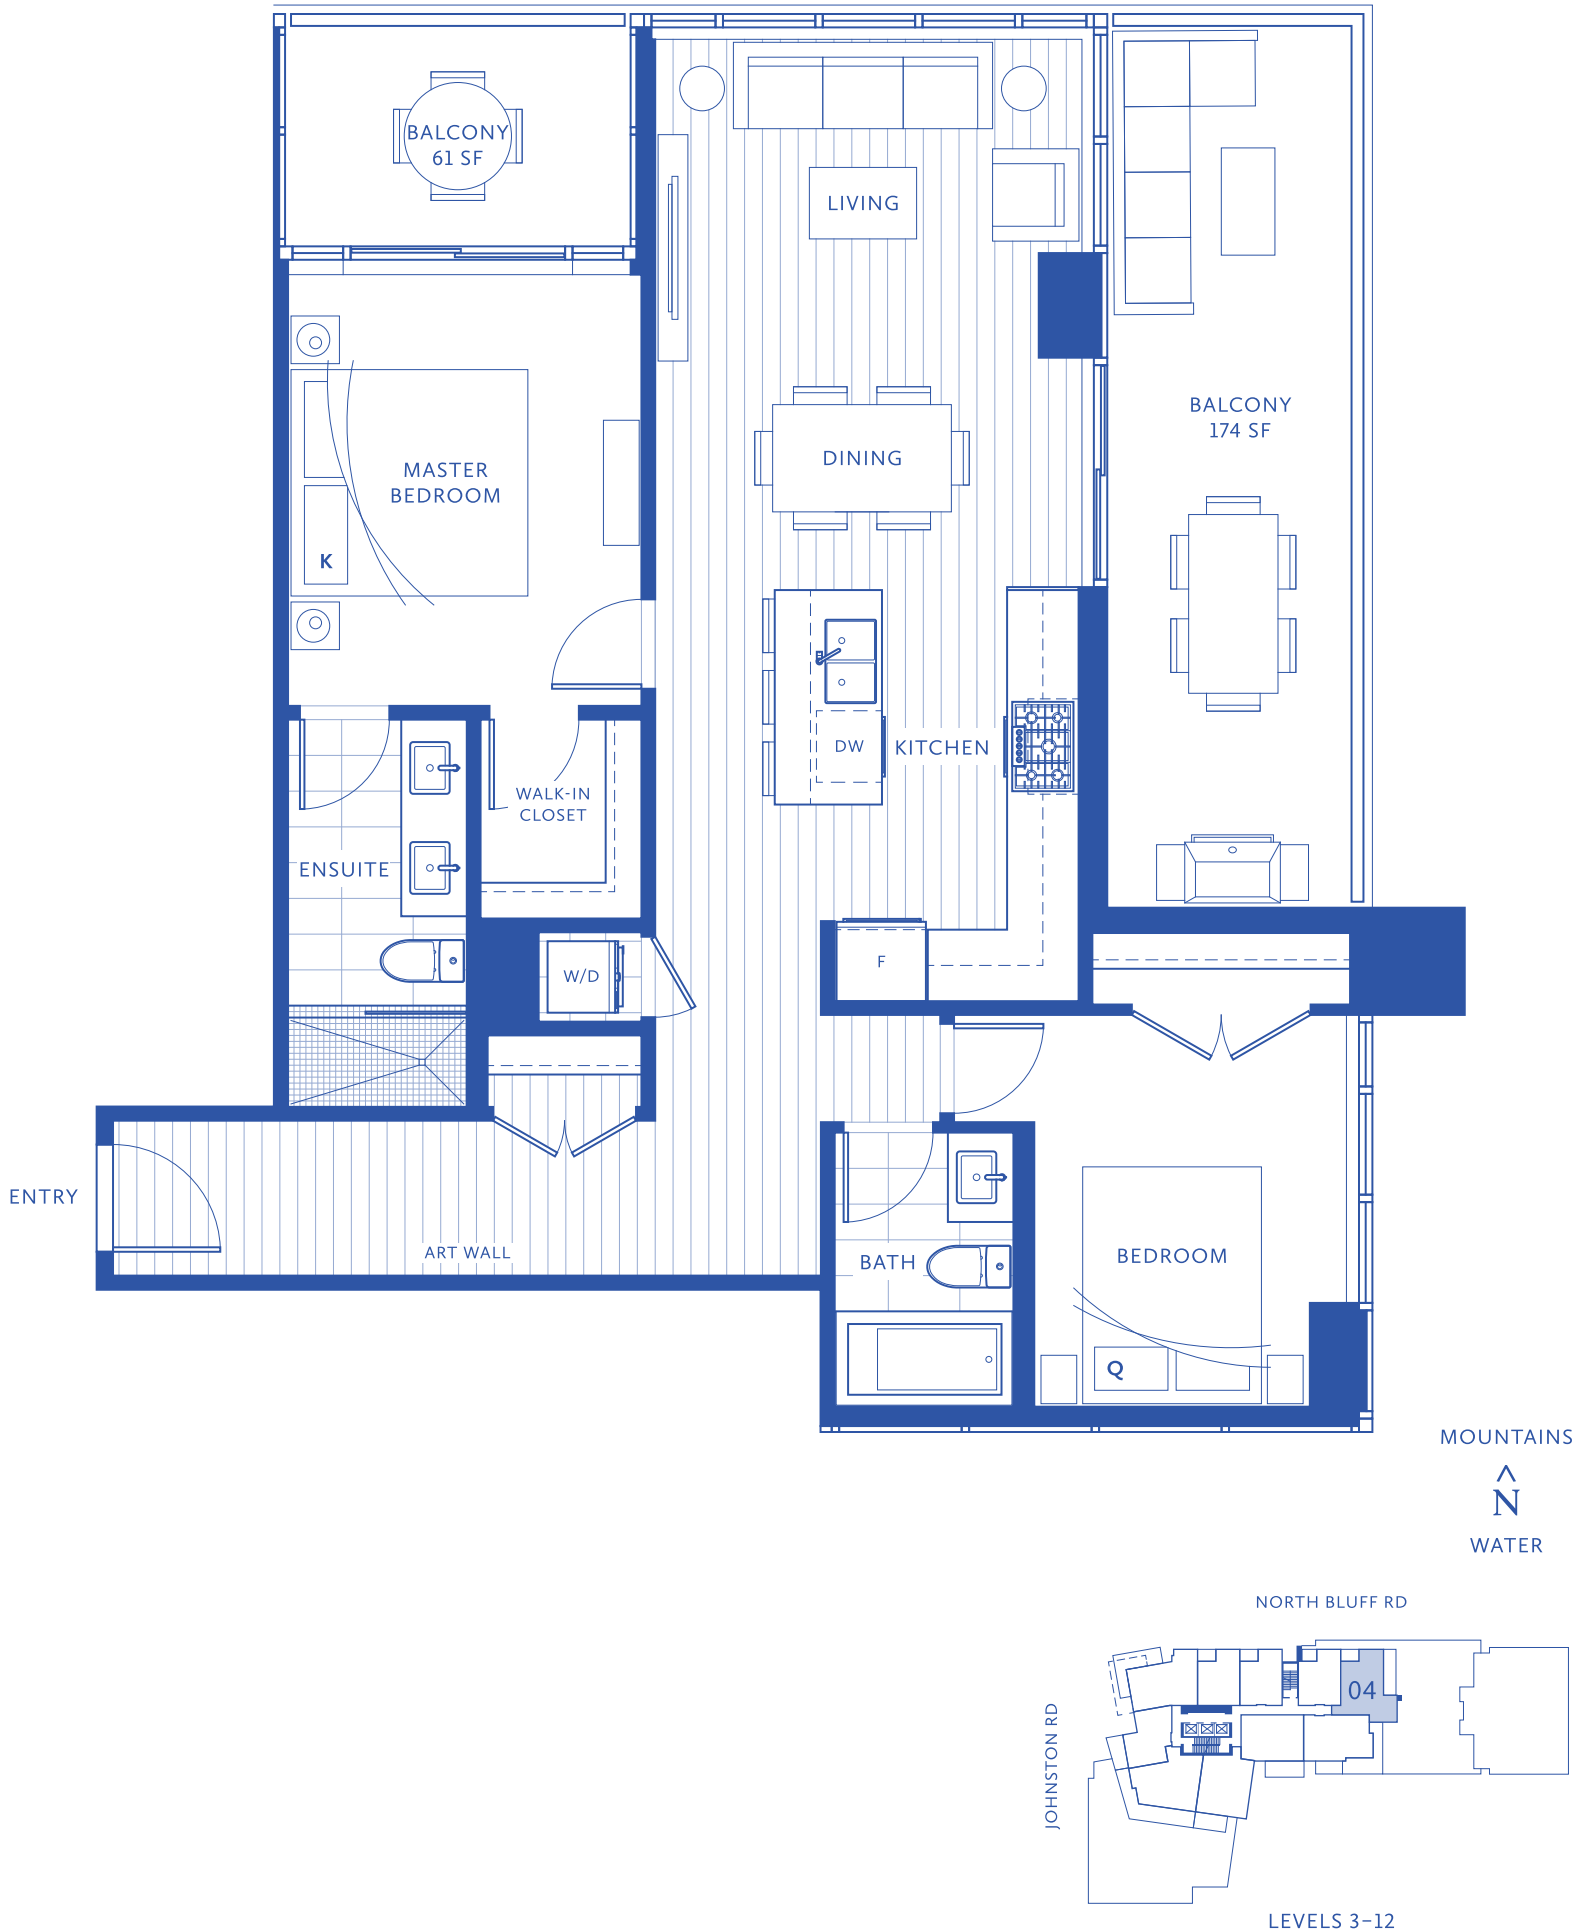 BALCONY
61 SF
LIVING
BALCONY
174 SF
DINING
MASTER
BEDROOM
K
DW
KITCHEN
WALK-IN
CLOSET
ENSUITE
W/D
F
ENTRY
ART WALL
BATH
BEDROOM
Q
MOUNTAINS
N
WATER
NORTH BLUFF RD
04
JOHNSTON RD
LEVELS 3–12